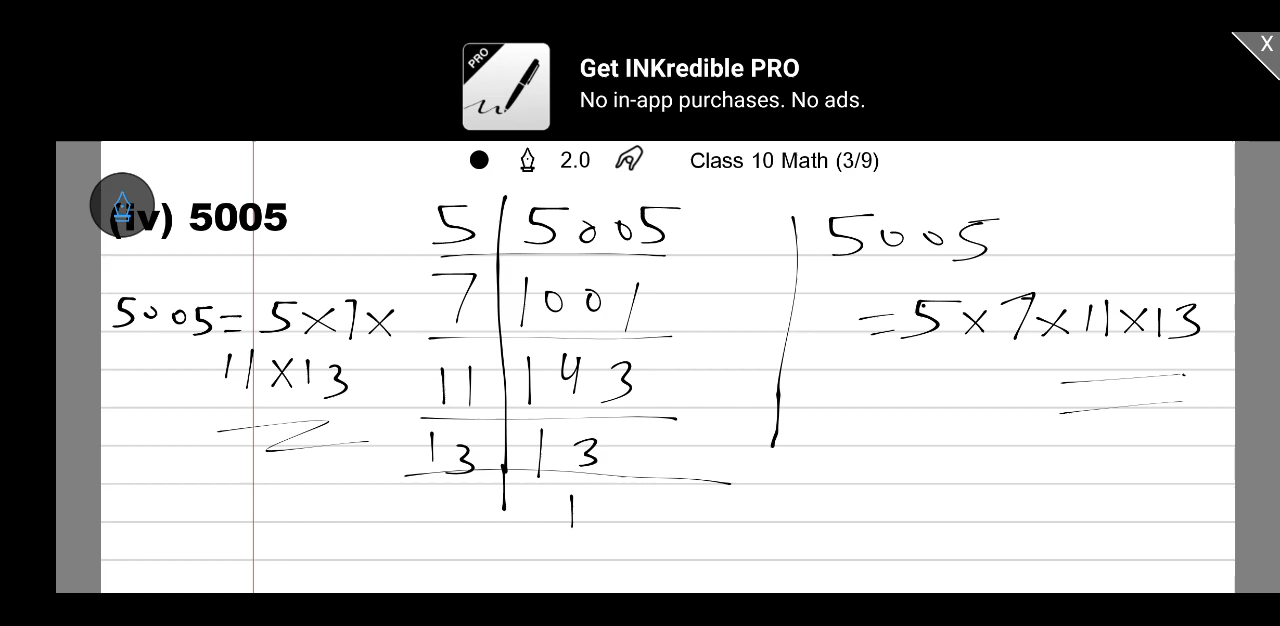 PRO
Get INKredible PRO
No in-app purchases. No ads.
X
2.0 Class 10 Math (3/9)
(iv) 5005
5005 = 5 × 7 ×
11 × 13
5 | 5005
7 | 1001
11 | 143
13 | 13
1
5005
= 5 × 7 × 11 × 13